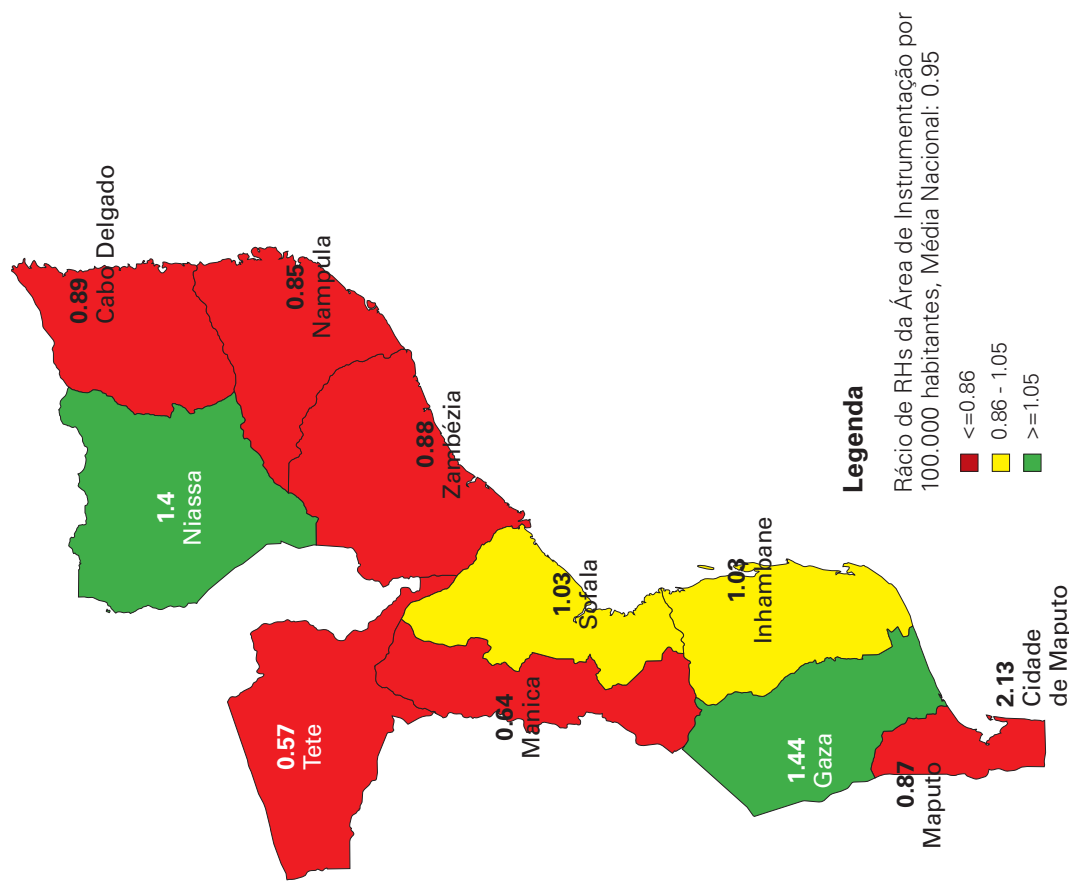 0.89
Cabo Delgado
1.4
Niassa
0.85
Nampula
0.88
Zambézia
0.57
Tete
0.64
Manica
1.03
Sofala
1.03
Inhambane
1.44
Gaza
0.87
Maputo
2.13
Cidade
de Maputo
Legenda
Rácio de RHs da Área de Instrumentação por
100.000 habitantes, Média Nacional: 0.95
<=0.86
0.86 - 1.05
>=1.05